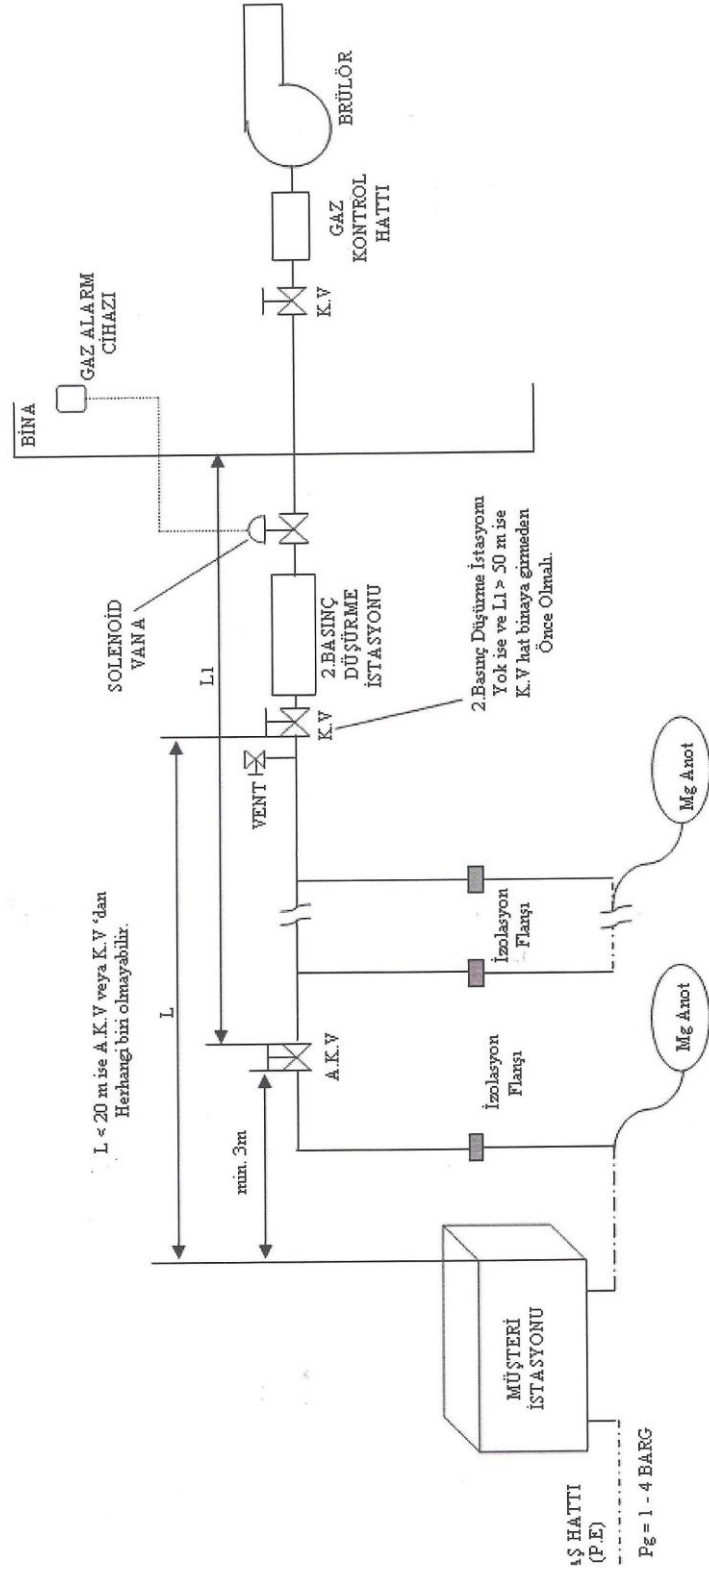 L < 20 m ise A.K.V veya K.V 'dan
Herhangi biri olmayabilir.
L
L1
min. 3m
SOLENOİD
VANA
BİNA
GAZ ALARM
CİHAZI
A.K.V
VENT
K.V
2.BASINÇ
DÜŞÜRME
İSTASYONU
K.V
GAZ
KONTROL
HATTI
BRÜLÖR
2.Basınç Düşürme İstasyonu
Yok ise ve L1 > 50 m ise
K.V hat binaya girmeden
Önce Olmalı.
İzolasyon
Flanşı
İzolasyon
Flanşı
MÜŞTERİ
İSTASYONU
Mg Anot
Mg Anot
HATTI
(P.E)
Pg = 1 - 4 BARG